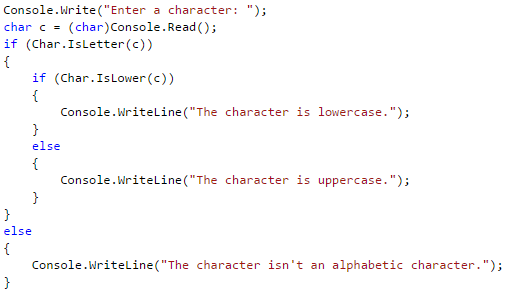 Console.Write("Enter a character: ");
char c = (char)Console.Read();
if (Char.IsLetter(c))
{
    if (Char.IsLower(c))
    {
        Console.WriteLine("The character is lowercase.");
    }
    else
    {
        Console.WriteLine("The character is uppercase.");
    }
}
else
{
    Console.WriteLine("The character isn't an alphabetic character.");
}